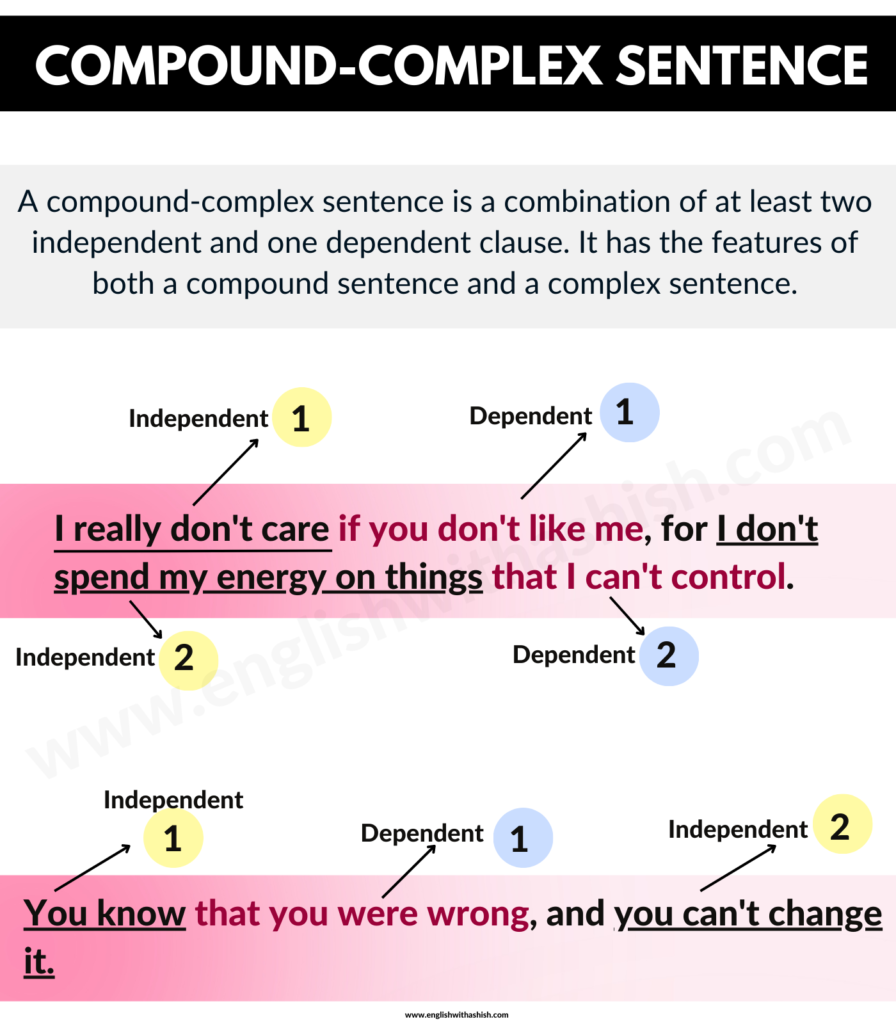 COMPOUND-COMPLEX SENTENCE
A compound-complex sentence is a combination of at least two
independent and one dependent clause. It has the features of
both a compound sentence and a complex sentence.
Independent 1
Dependent 1
I really don't care if you don't like me, for I don't
spend my energy on things that I can't control.
Independent 2
Dependent 2
www.englishwithashish.com
Independent
1
Dependent 1
Independent 2
You know that you were wrong, and you can't change
it.
www.englishwithashish.com